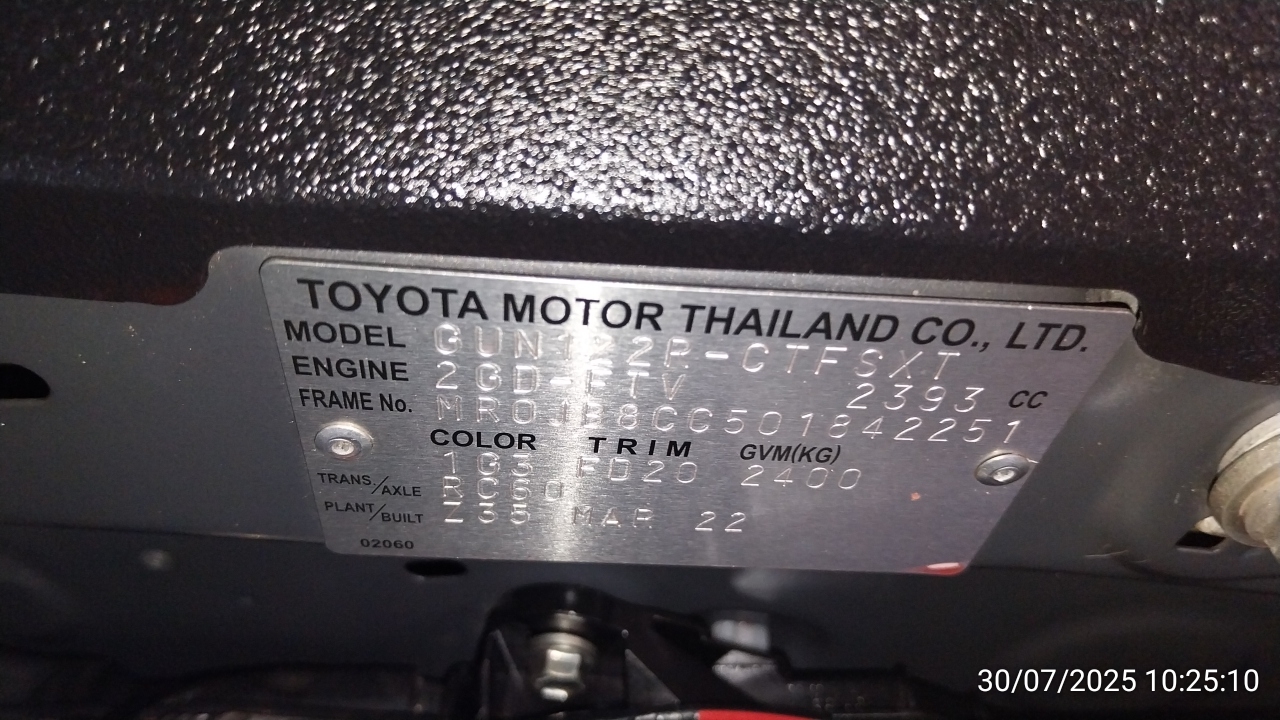 TOYOTA MOTOR THAILAND CO., LTD.
MODEL GUN122R-CTFSXT
ENGINE 2GD-FTV 2393 CC
FRAME No. MR0JB8CC501842251
COLOR TRIM GVM(KG)
1G3 FD20 2400
TRANS./AXLE RC60
PLANT/BUILT Z35 MAR 22
02060
30/07/2025 10:25:10